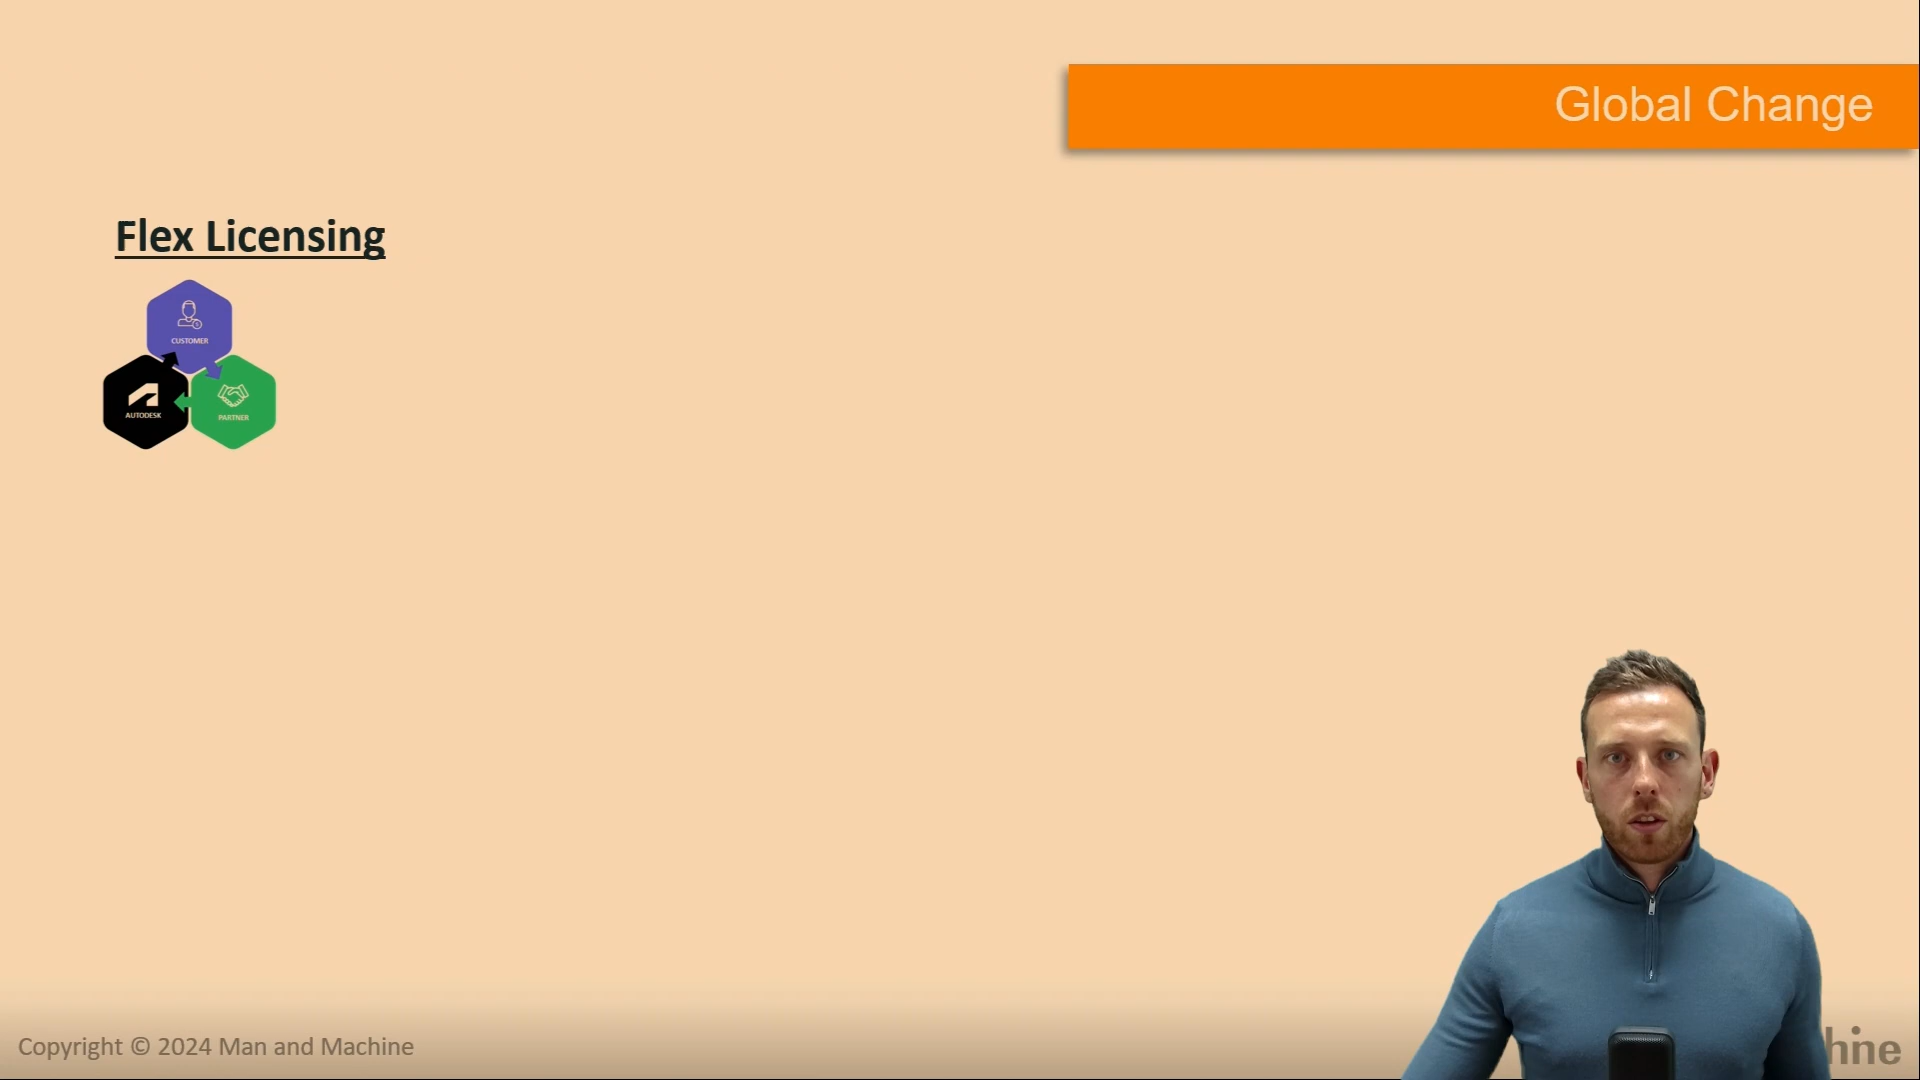 Global Change
Flex Licensing
CUSTOMER
AUTODESK
PARTNER
Copyright © 2024 Man and Machine
hine